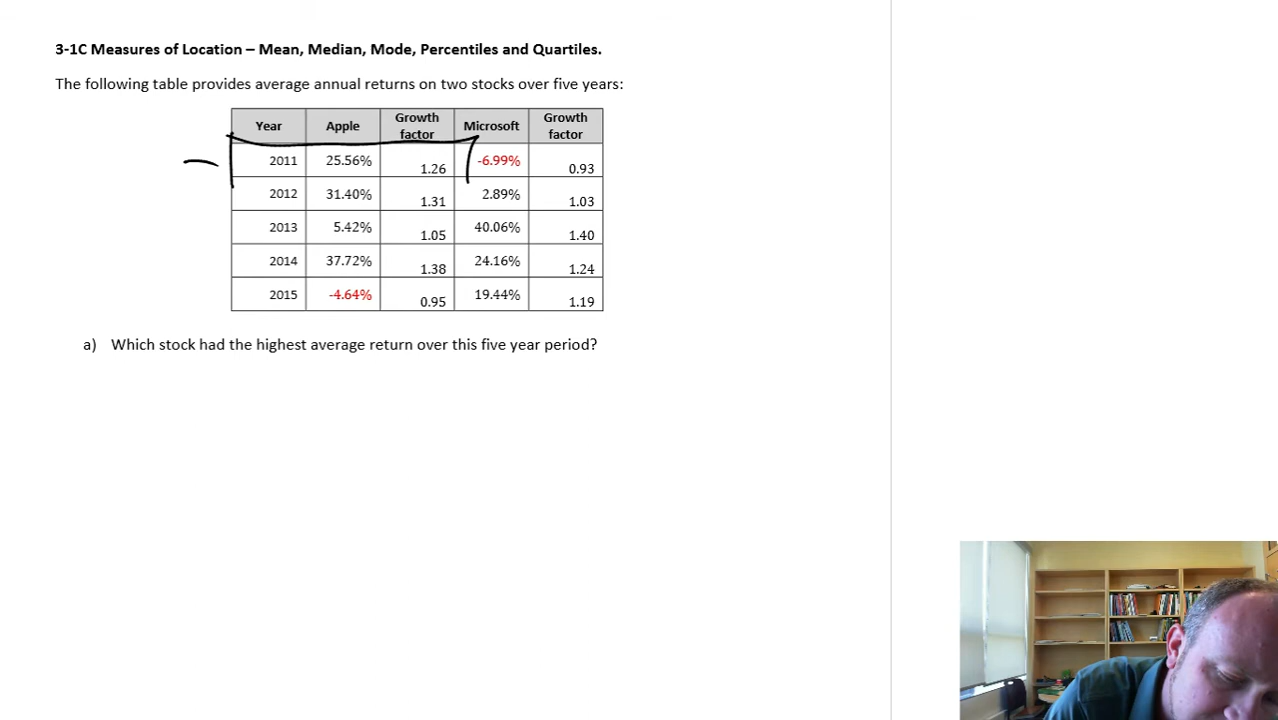 3-1C Measures of Location – Mean, Median, Mode, Percentiles and Quartiles.
The following table provides average annual returns on two stocks over five years:
Year Apple Growth factor Microsoft Growth factor
2011 25.56% 1.26 -6.99% 0.93
2012 31.40% 1.31 2.89% 1.03
2013 5.42% 1.05 40.06% 1.40
2014 37.72% 1.38 24.16% 1.24
2015 -4.64% 0.95 19.44% 1.19
a) Which stock had the highest average return over this five year period?